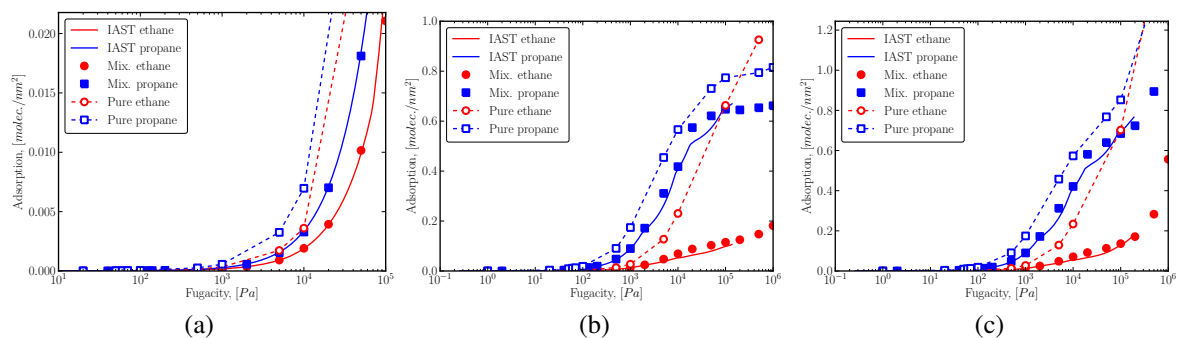 0.020
0.015
0.010
0.005
0.000
Adsorption, [molec./nm²]
IAST ethane
IAST propane
Mix. ethane
Mix. propane
Pure ethane
Pure propane
10¹ 10² 10³ 10⁴ 10⁵
Fugacity, [Pa]
(a)
1.0
0.8
0.6
0.4
0.2
0.0
Adsorption, [molec./nm²]
IAST ethane
IAST propane
Mix. ethane
Mix. propane
Pure ethane
Pure propane
10⁻¹ 10⁰ 10¹ 10² 10³ 10⁴ 10⁵ 10⁶
Fugacity, [Pa]
(b)
1.2
1.0
0.8
0.6
0.4
0.2
0.0
Adsorption, [molec./nm²]
IAST ethane
IAST propane
Mix. ethane
Mix. propane
Pure ethane
Pure propane
10⁻¹ 10⁰ 10¹ 10² 10³ 10⁴ 10⁵ 10⁶
Fugacity, [Pa]
(c)